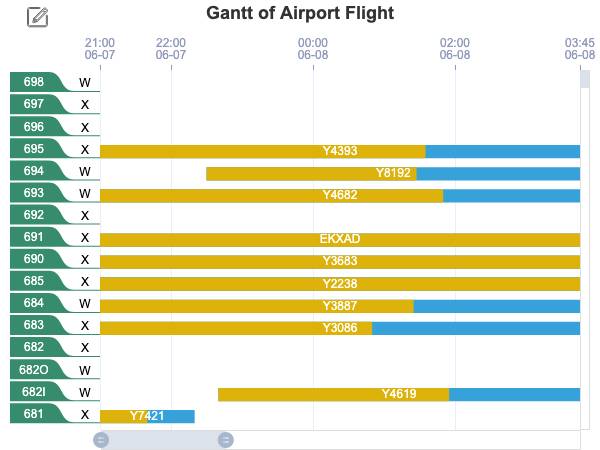 Gantt of Airport Flight
21:00 22:00 00:00 02:00 03:45
06-07 06-07 06-08 06-08 06-08
698 W
697 X
696 X
695 X Y4393
694 W Y8192
693 W Y4682
692 X
691 X EKXAD
690 X Y3683
685 X Y2238
684 W Y3887
683 X Y3086
682 X
682O W
682I W Y4619
681 X Y7421